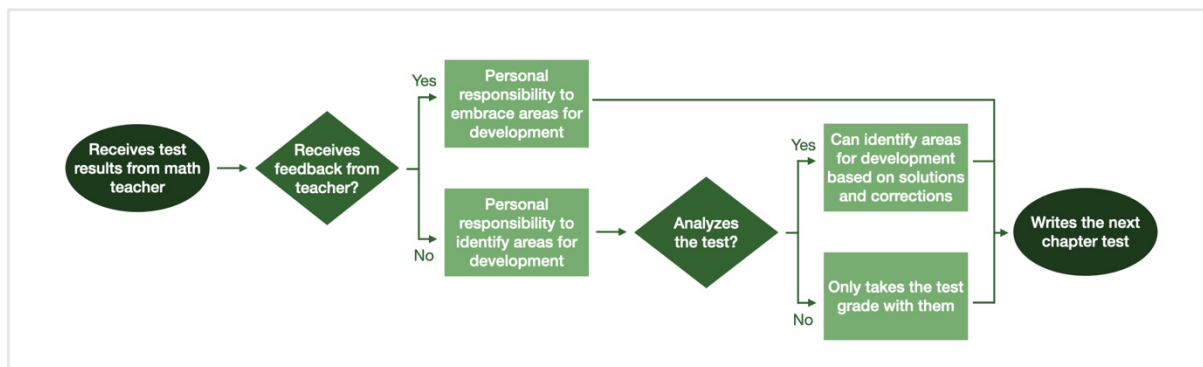 Receives test
results from math
teacher
Receives
feedback from
teacher?
Yes
Personal
responsibility to
embrace areas for
development
No
Personal
responsibility to
identify areas for
development
Analyzes
the test?
Yes
Can identify areas
for development
based on solutions
and corrections
No
Only takes the test
grade with them
Writes the next
chapter test